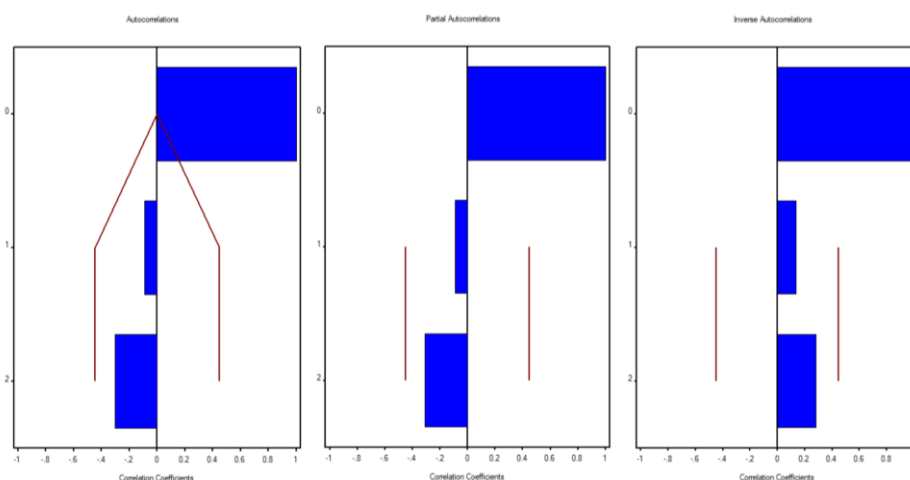 Autocorrelations
0
1
2
-1 -.8 -.6 -.4 -.2 0 0.2 0.4 0.6 0.8 1
Correlation Coefficients
Partial Autocorrelations
0
1
2
-1 -.8 -.6 -.4 -.2 0 0.2 0.4 0.6 0.8 1
Correlation Coefficients
Inverse Autocorrelations
0
1
2
-1 -.8 -.6 -.4 -.2 0 0.2 0.4 0.6 0.8 1
Correlation Coefficients